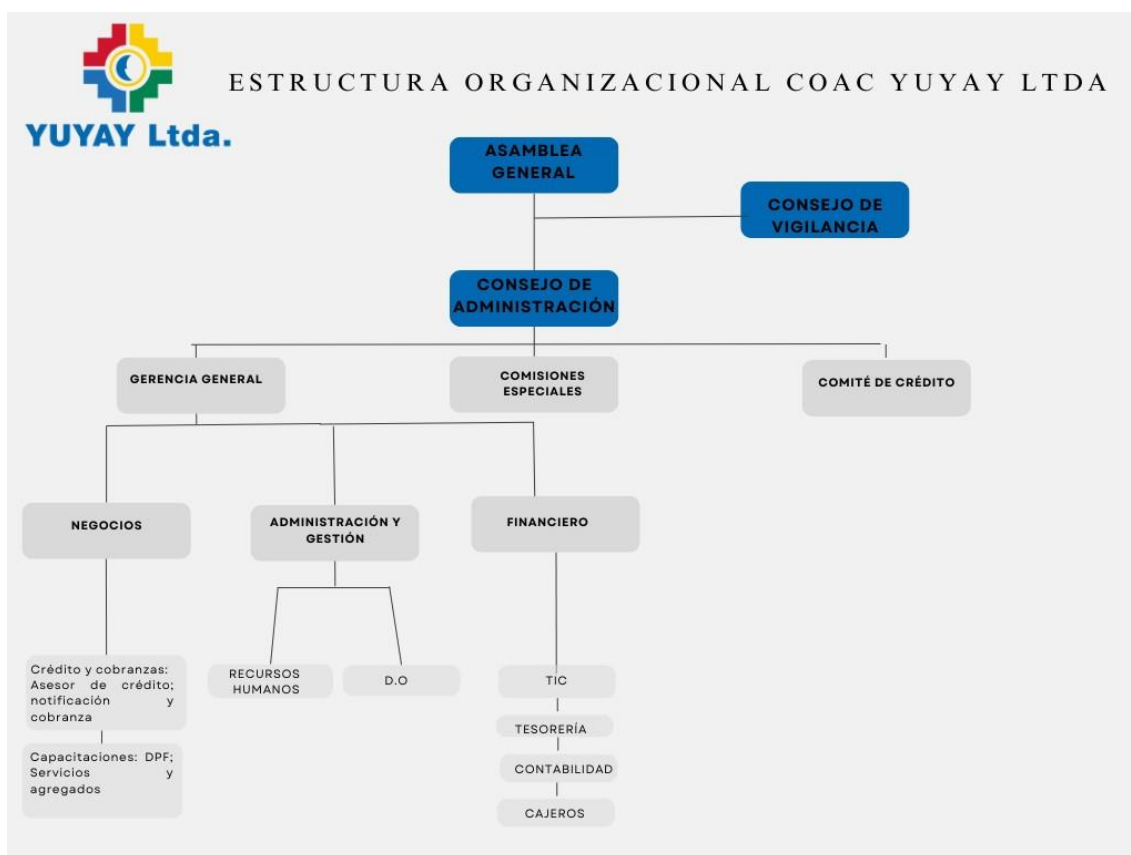 YUYAY Ltda.
ESTRUCTURA ORGANIZACIONAL COAC YUYAY LTDA
ASAMBLEA
GENERAL
CONSEJO DE
VIGILANCIA
CONSEJO DE
ADMINISTRACIÓN
GERENCIA GENERAL
COMISIONES
ESPECIALES
COMITÉ DE CRÉDITO
NEGOCIOS
ADMINISTRACIÓN Y
GESTIÓN
FINANCIERO
Crédito y cobranzas:
Asesor de crédito;
notificación y
cobranza
Capacitaciones: DPF;
Servicios y
agregados
RECURSOS
HUMANOS
D.O
TIC
TESORERÍA
CONTABILIDAD
CAJEROS